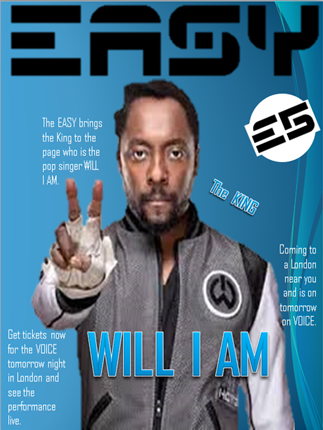 EASY
The EASY brings
the King to the
page who is the
pop singer WILL
I AM.
E5
The KING
Coming to
a London
near you
and is on
tomorrow
on VOICE.
WILL I AM
Get tickets now
for the VOICE
tomorrow night
in London and
see the
performance
live.